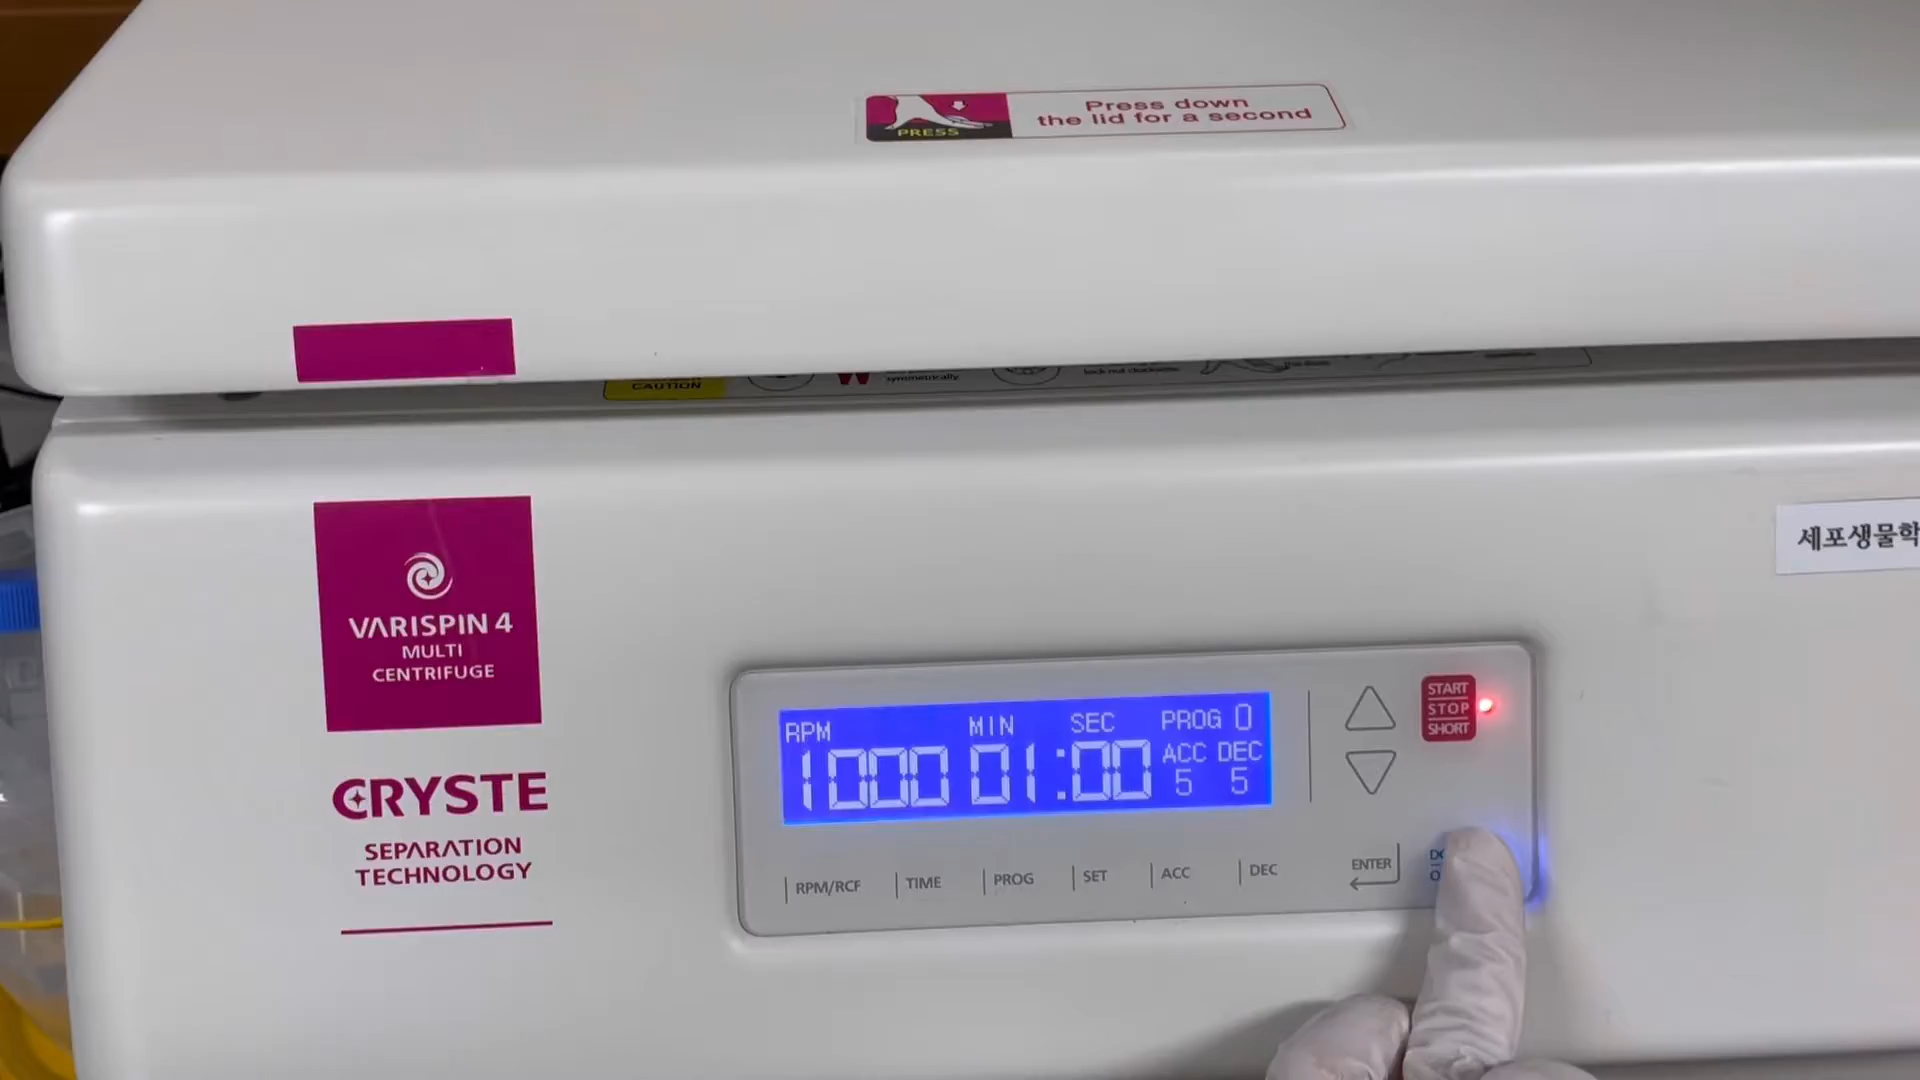 Press down
the lid for a second
PRESS
CAUTION
symmetrically
세포생물학
VARISPIN 4
MULTI
CENTRIFUGE
CRYSTE
SEPARATION
TECHNOLOGY
RPM MIN SEC PROG 0
ACC DEC
1000 01:00 5 5
START
STOP
SHORT
RPM/RCF TIME PROG SET ACC DEC
ENTER